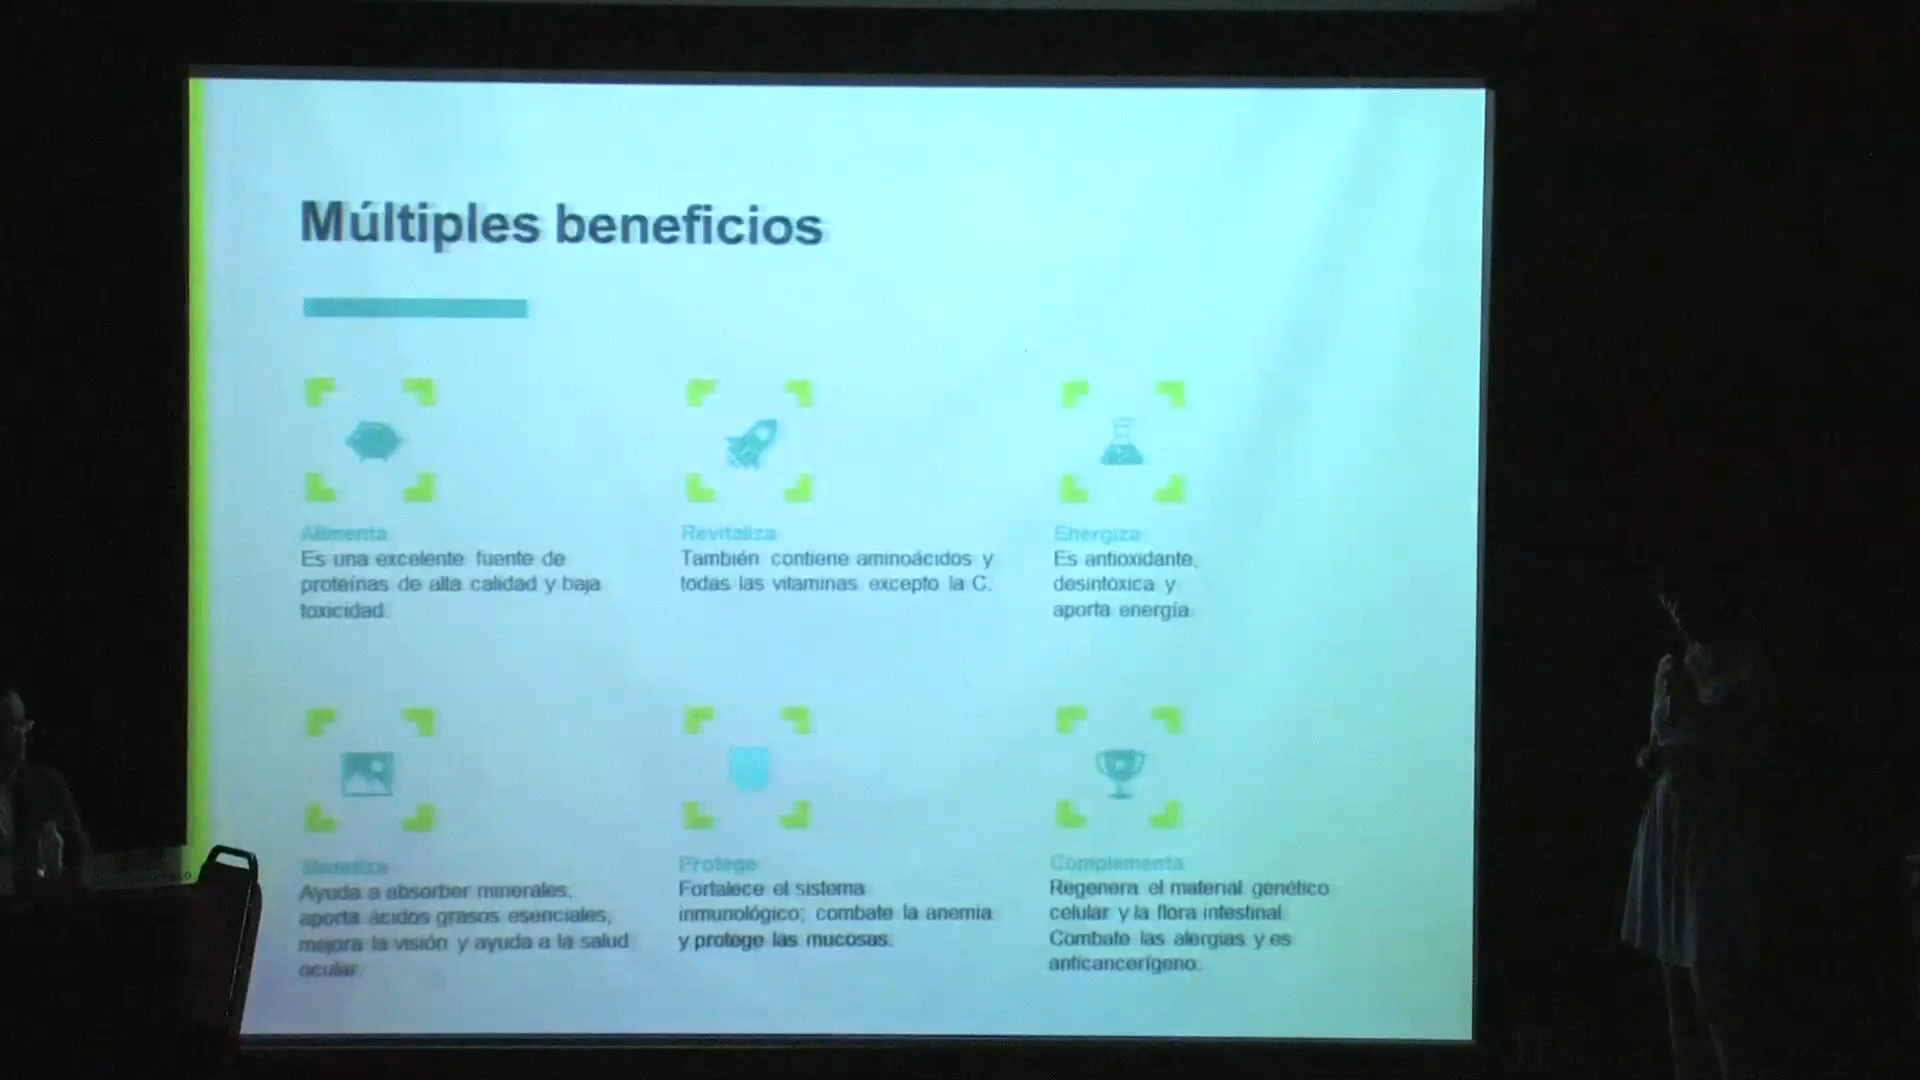 Múltiples beneficios
Alimenta
Es una excelente fuente de
proteínas de alta calidad y baja
toxicidad.
Revitaliza
También contiene aminoácidos y
todas las vitaminas excepto la C.
Energiza
Es antioxidante,
desintoxica y
aporta energía.
Ayuda a absorber minerales,
aporta ácidos grasos esenciales,
mejora la visión y ayuda a la salud
ocular.
Protege
Fortalece el sistema
inmunológico; combate la anemia
y protege las mucosas.
Complementa
Regenera el material genético
celular y la flora intestinal.
Combate las alergias y es
anticancerígeno.